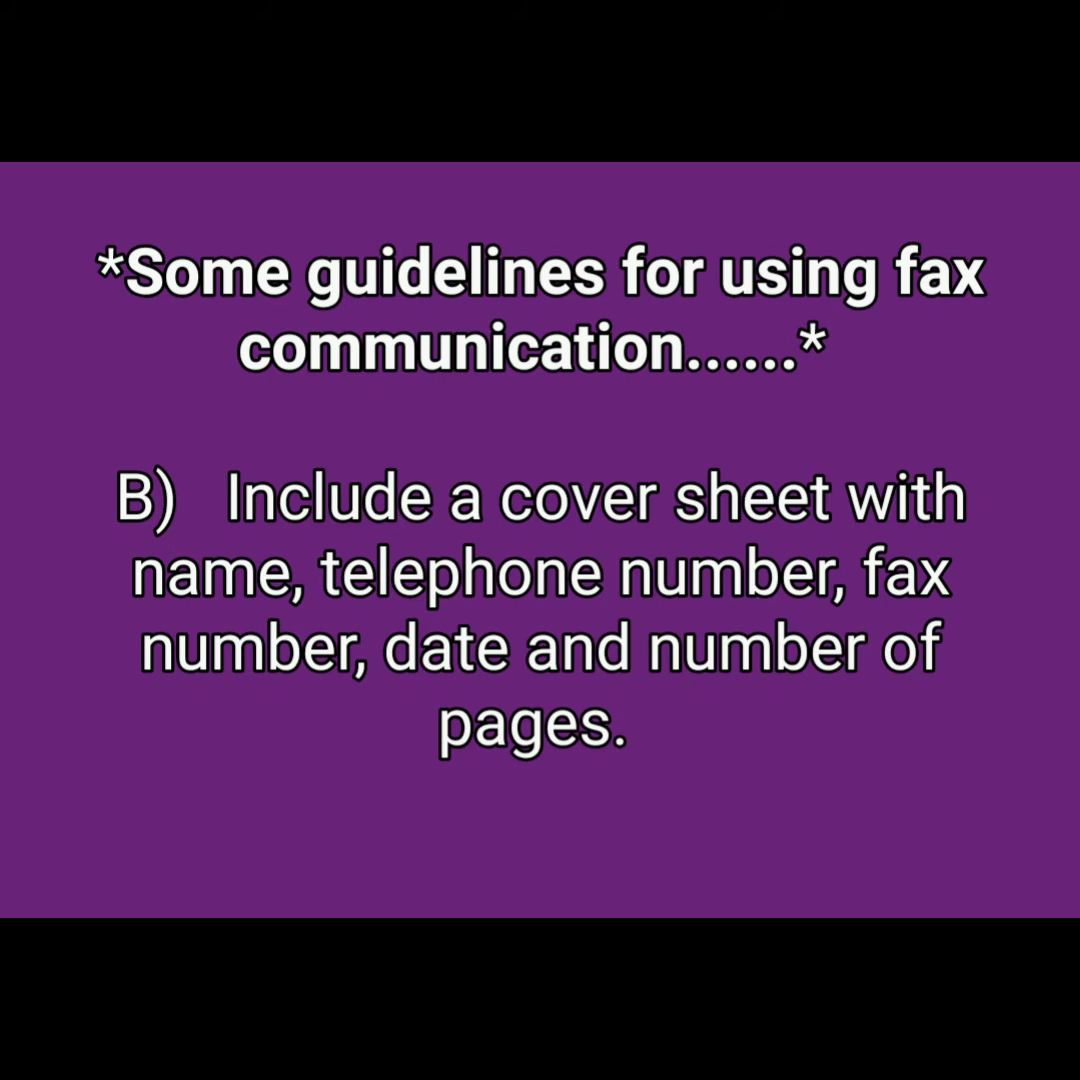 *Some guidelines for using fax
communication......*
B)   Include a cover sheet with
name, telephone number, fax
number, date and number of
pages.